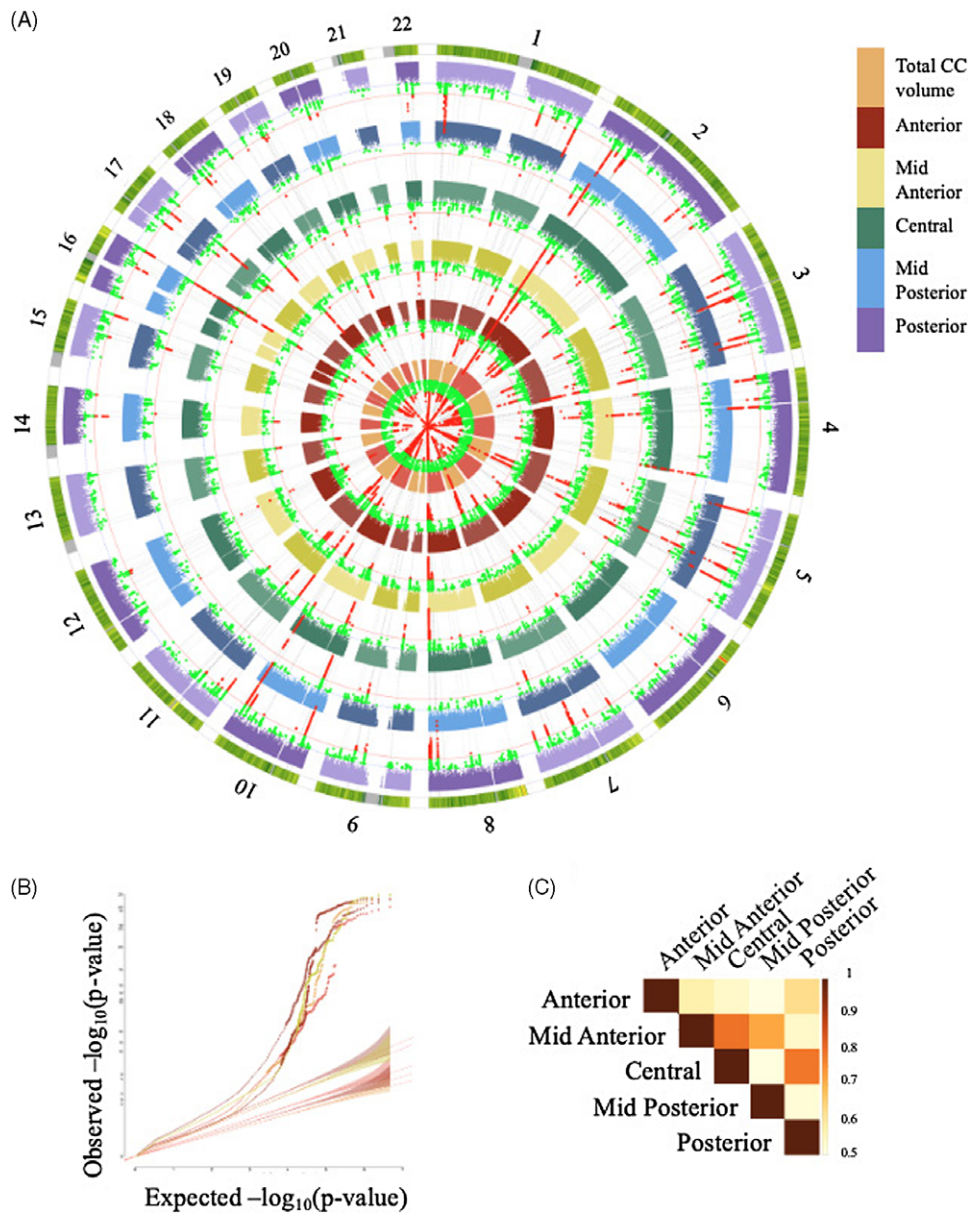 (A)
1
2
3
4
5
6
7
8
9
10
11
12
13
14
15
16
17
18
19
20
21
22
Total CC
volume
Anterior
Mid
Anterior
Central
Mid
Posterior
Posterior
(B)
Observed –log10(p-value)
Expected –log10(p-value)
(C)
Anterior
Mid Anterior
Central
Mid Posterior
Posterior
Anterior
Mid Anterior
Central
Mid Posterior
Posterior
1
0.9
0.8
0.7
0.6
0.5